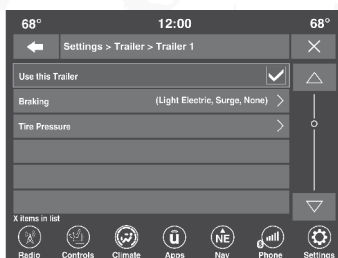 68° 12:00 68°
Settings > Trailer > Trailer 1
Use this Trailer
Braking (Light Electric, Surge, None) >
Tire Pressure >
X items in list
NE
Radio Controls Climate Apps Nav Phone Settings